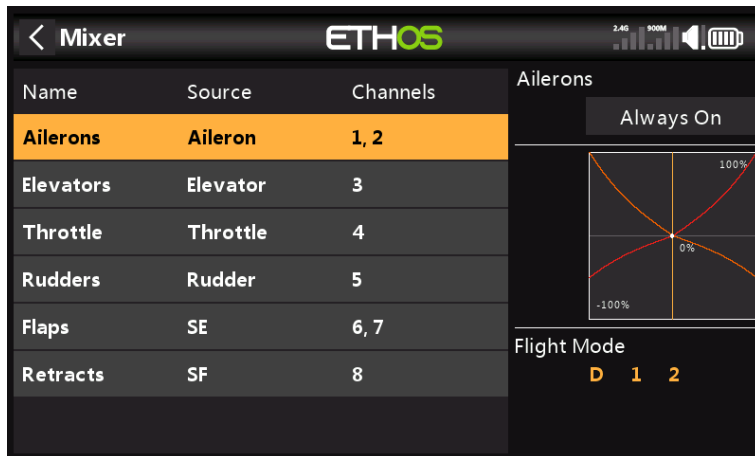 Mixer
ETHOS
2.4G 900M
Name Source Channels
Ailerons Aileron 1, 2
Elevators Elevator 3
Throttle Throttle 4
Rudders Rudder 5
Flaps SE 6, 7
Retracts SF 8
Ailerons
Always On
100%
0%
-100%
Flight Mode
D 1 2